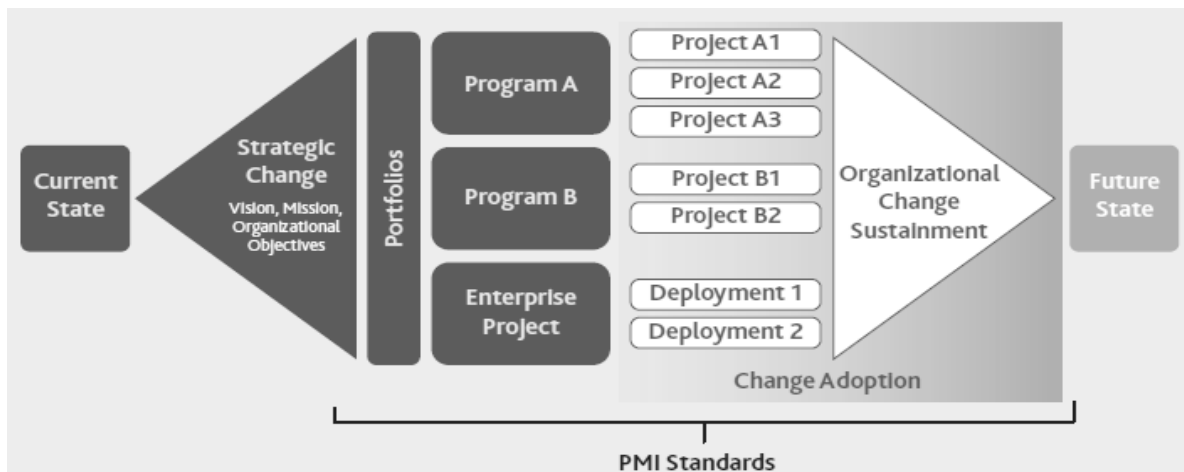 Current
State
Strategic
Change
Vision, Mission,
Organizational
Objectives
Portfolios
Program A
Program B
Enterprise
Project
Project A1
Project A2
Project A3
Project B1
Project B2
Deployment 1
Deployment 2
Organizational
Change
Sustainment
Change Adoption
Future
State
PMI Standards